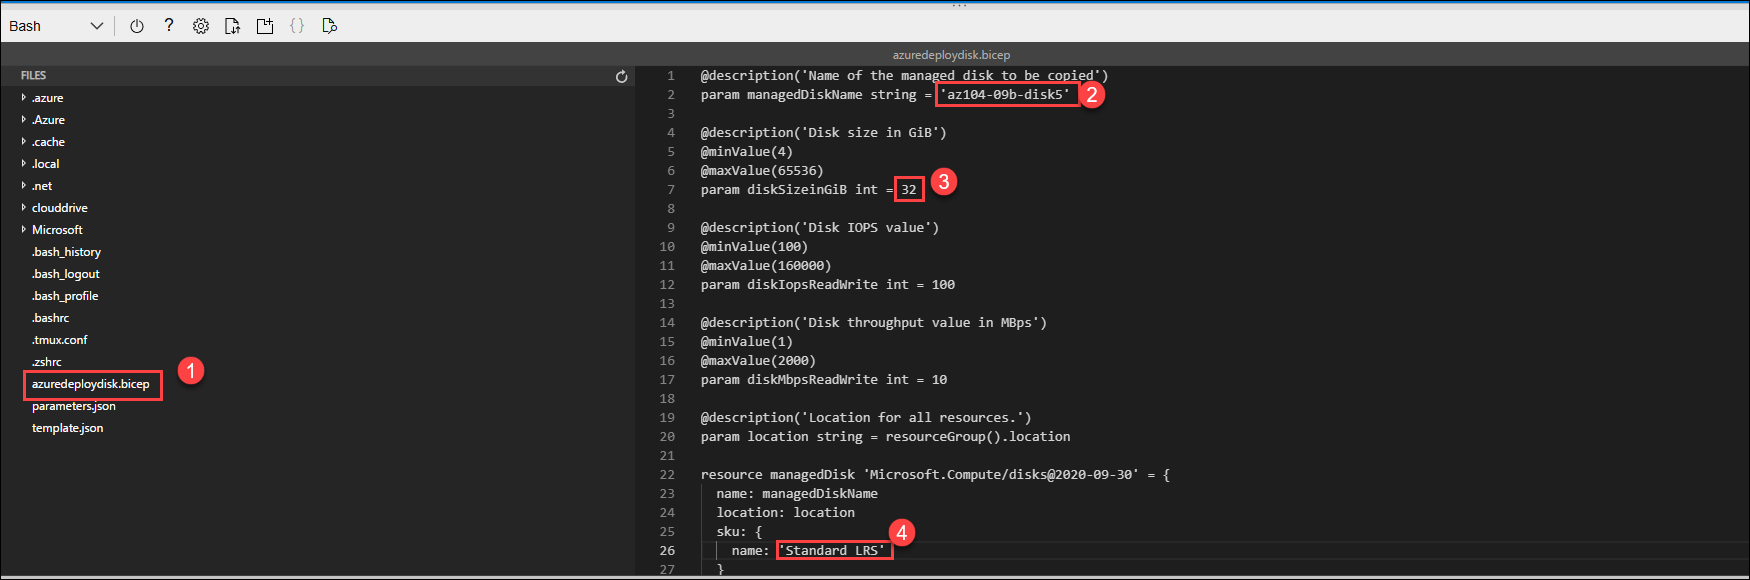 Bash
azuredeploydisk.bicep
FILES
.azure
.Azure
.cache
.local
.net
clouddrive
Microsoft
.bash_history
.bash_logout
.bash_profile
.bashrc
.tmux.conf
.zshrc
azuredeploydisk.bicep
1
parameters.json
template.json
1 @description('Name of the managed disk to be copied')
2 param managedDiskName string = 'az104-09b-disk5' 2
3
4 @description('Disk size in GiB')
5 @minValue(4)
6 @maxValue(65536)
7 param diskSizeinGiB int = 32 3
8
9 @description('Disk IOPS value')
10 @minValue(100)
11 @maxValue(160000)
12 param diskIopsReadWrite int = 100
13
14 @description('Disk throughput value in MBps')
15 @minValue(1)
16 @maxValue(2000)
17 param diskMbpsReadWrite int = 10
18
19 @description('Location for all resources.')
20 param location string = resourceGroup().location
21
22 resource managedDisk 'Microsoft.Compute/disks@2020-09-30' = {
23 name: managedDiskName
24 location: location
25 sku: {
4
26 name: 'Standard LRS'
27 }